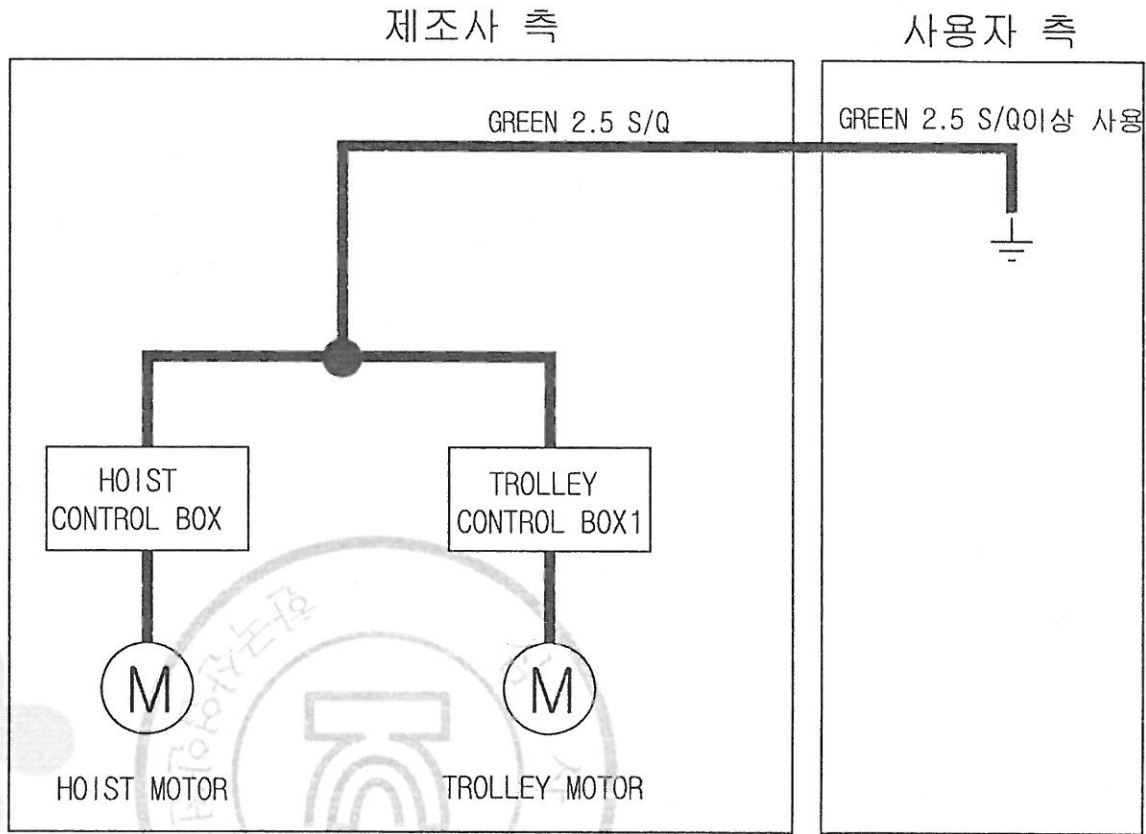 제조사 측
사용자 측
GREEN 2.5 S/Q
GREEN 2.5 S/Q이상 사용
HOIST
CONTROL BOX
TROLLEY
CONTROL BOX1
M
M
HOIST MOTOR
TROLLEY MOTOR